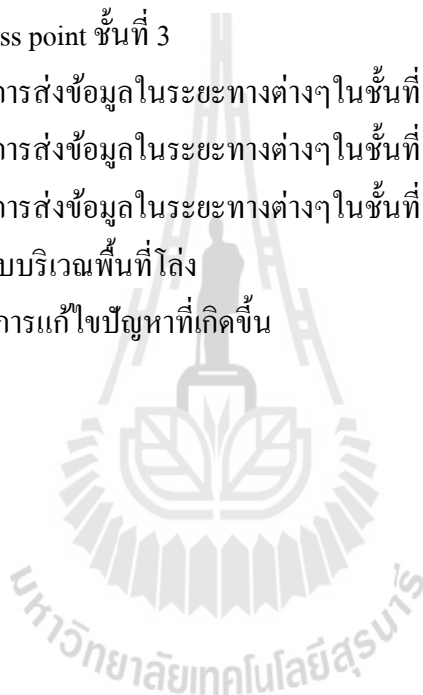 ss point ชั้นที่ 3
การส่งข้อมูลในระยะทางต่างๆในชั้นที่
การส่งข้อมูลในระยะทางต่างๆในชั้นที่
การส่งข้อมูลในระยะทางต่างๆในชั้นที่
บบริเวณพื้นที่โล่ง
การแก้ไขปัญหาที่เกิดขึ้น
มหาวิทยาลัยเทคโนโลยีสุรนารี